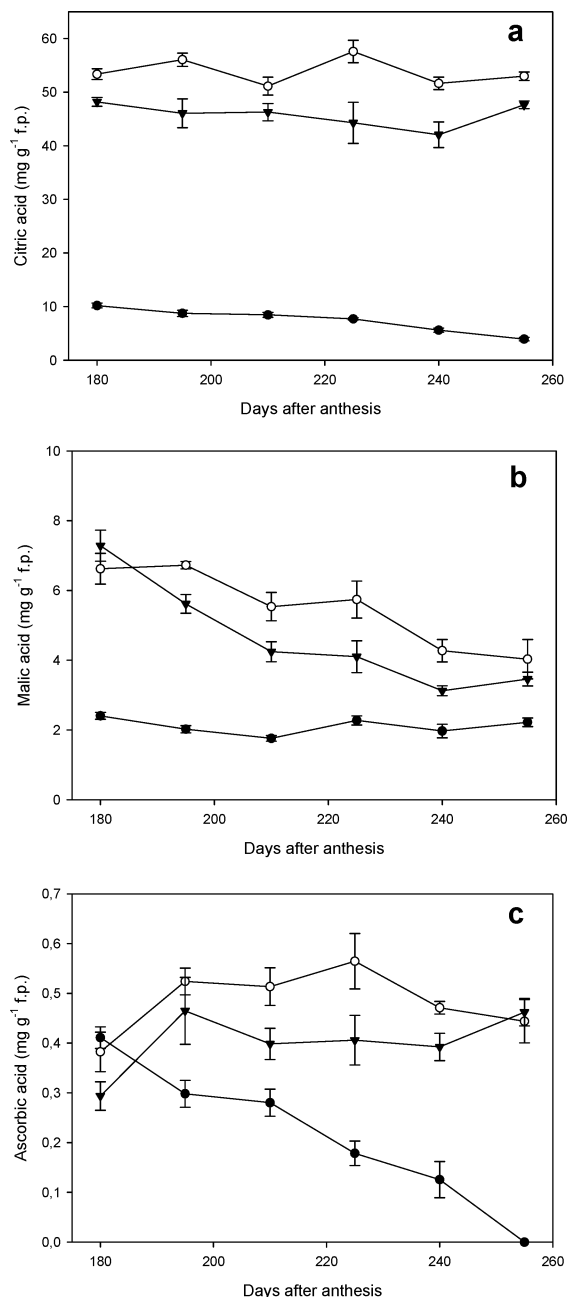 a
60
50
40
30
20
10
0
Citric acid (mg g-1 f.p.)
180 200 220 240 260
Days after anthesis
b
10
8
6
4
2
0
Malic acid (mg g-1 f.p.)
180 200 220 240 260
Days after anthesis
c
0,7
0,6
0,5
0,4
0,3
0,2
0,1
0,0
Ascorbic acid (mg g-1 f.p.)
180 200 220 240 260
Days after anthesis